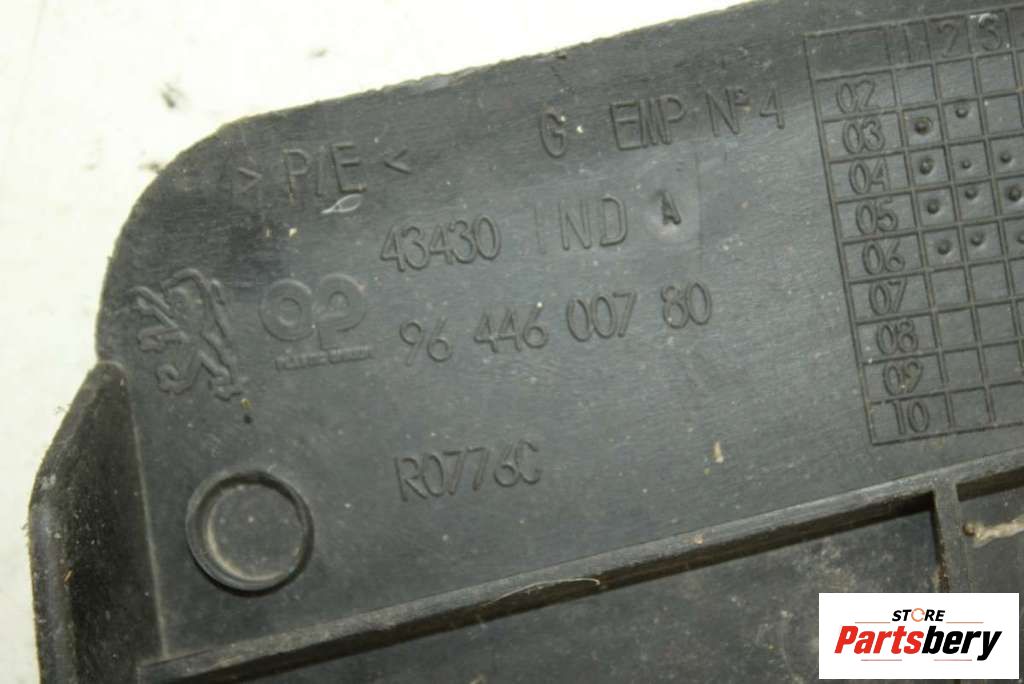 G EMP Nº4
> P/E <
43430 IND A
96 446 007 80
R0776C
1 2 3
02
03
04
05
06
07
08
09
10
STORE
Partsbery